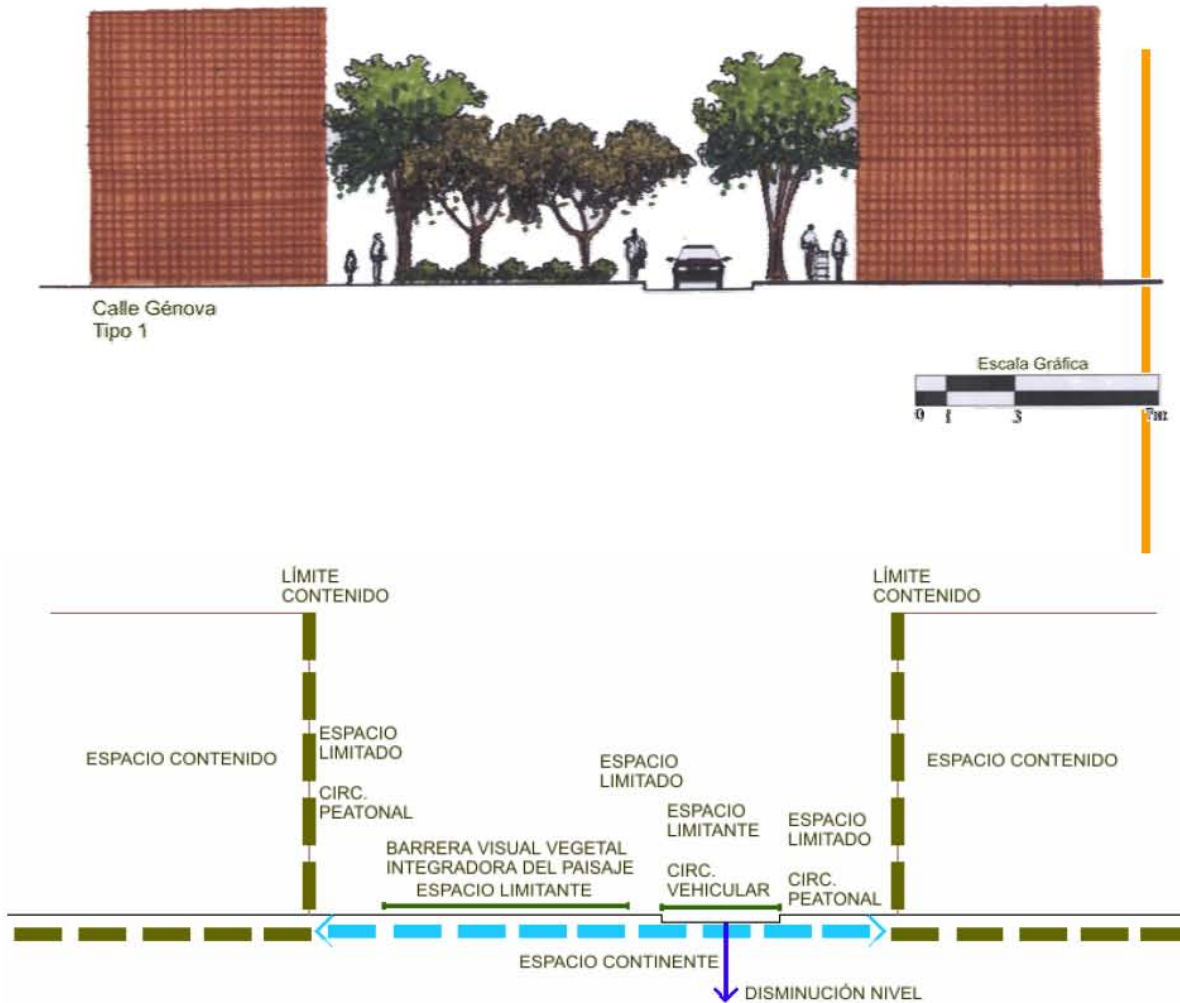 Calle Génova
Tipo 1
Escala Gráfica
0 1 3 7m
LÍMITE
CONTENIDO
LÍMITE
CONTENIDO
ESPACIO CONTENIDO
ESPACIO
LIMITADO
CIRC.
PEATONAL
BARRERA VISUAL VEGETAL
INTEGRADORA DEL PAISAJE
ESPACIO LIMITANTE
ESPACIO
LIMITADO
ESPACIO
LIMITANTE
CIRC.
VEHICULAR
ESPACIO
LIMITADO
CIRC.
PEATONAL
ESPACIO CONTENIDO
ESPACIO CONTINENTE
DISMINUCIÓN NIVEL